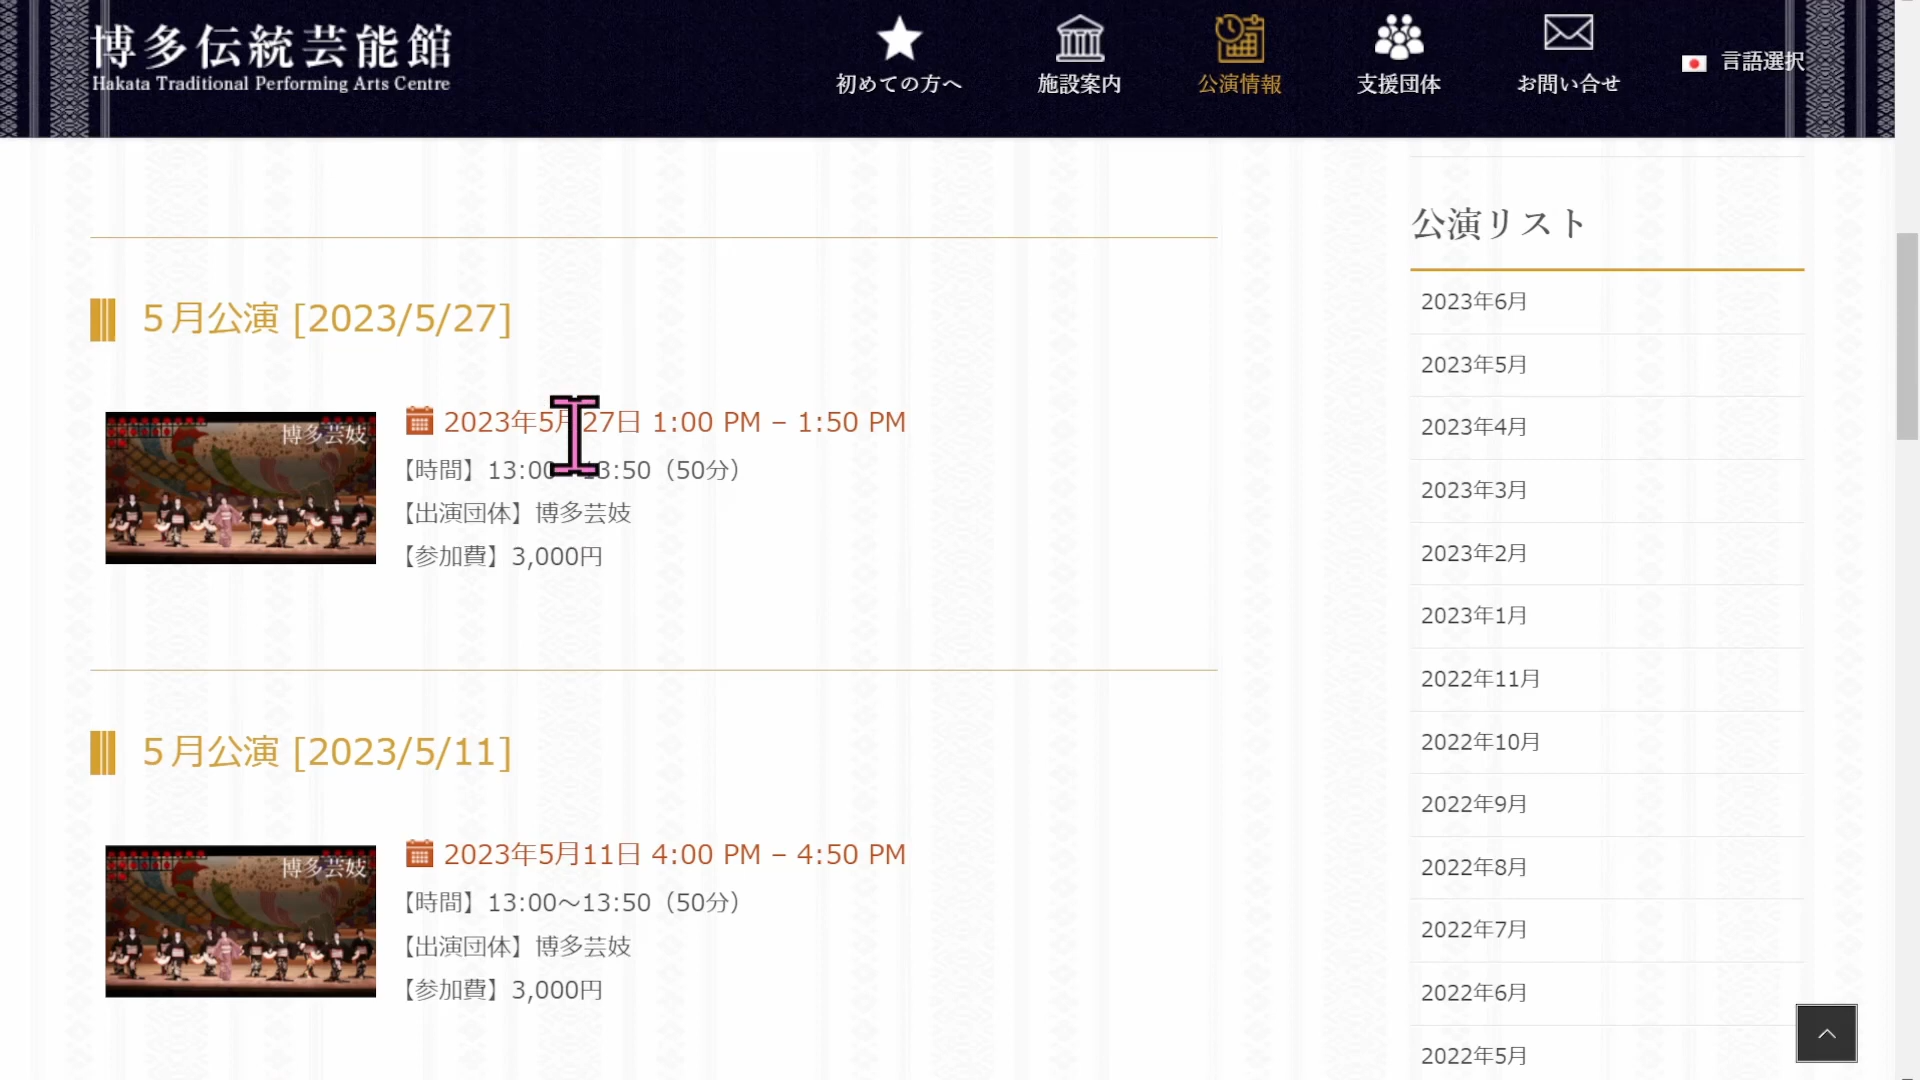 博多伝統芸能館
Hakata Traditional Performing Arts Centre
初めての方へ
施設案内
公演情報
支援団体
お問い合せ
言語選択
５月公演 [2023/5/27]
博多芸妓
2023年5月27日 1:00 PM – 1:50 PM
【時間】13:00～13:50（50分）
【出演団体】博多芸妓
【参加費】3,000円
５月公演 [2023/5/11]
博多芸妓
2023年5月11日 4:00 PM – 4:50 PM
【時間】13:00～13:50（50分）
【出演団体】博多芸妓
【参加費】3,000円
公演リスト
2023年6月
2023年5月
2023年4月
2023年3月
2023年2月
2023年1月
2022年11月
2022年10月
2022年9月
2022年8月
2022年7月
2022年6月
2022年5月